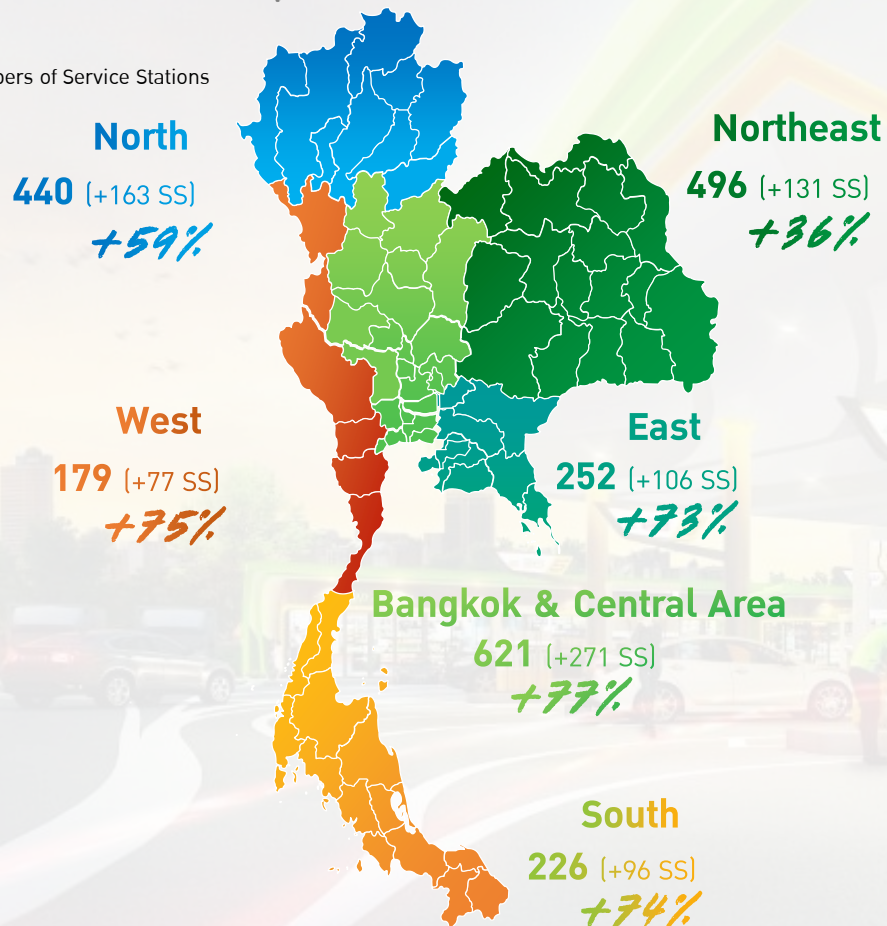 bers of Service Stations
North
440 (+163 SS)
+59%
Northeast
496 (+131 SS)
+36%
West
179 (+77 SS)
+75%
East
252 (+106 SS)
+73%
Bangkok & Central Area
621 (+271 SS)
+77%
South
226 (+96 SS)
+74%